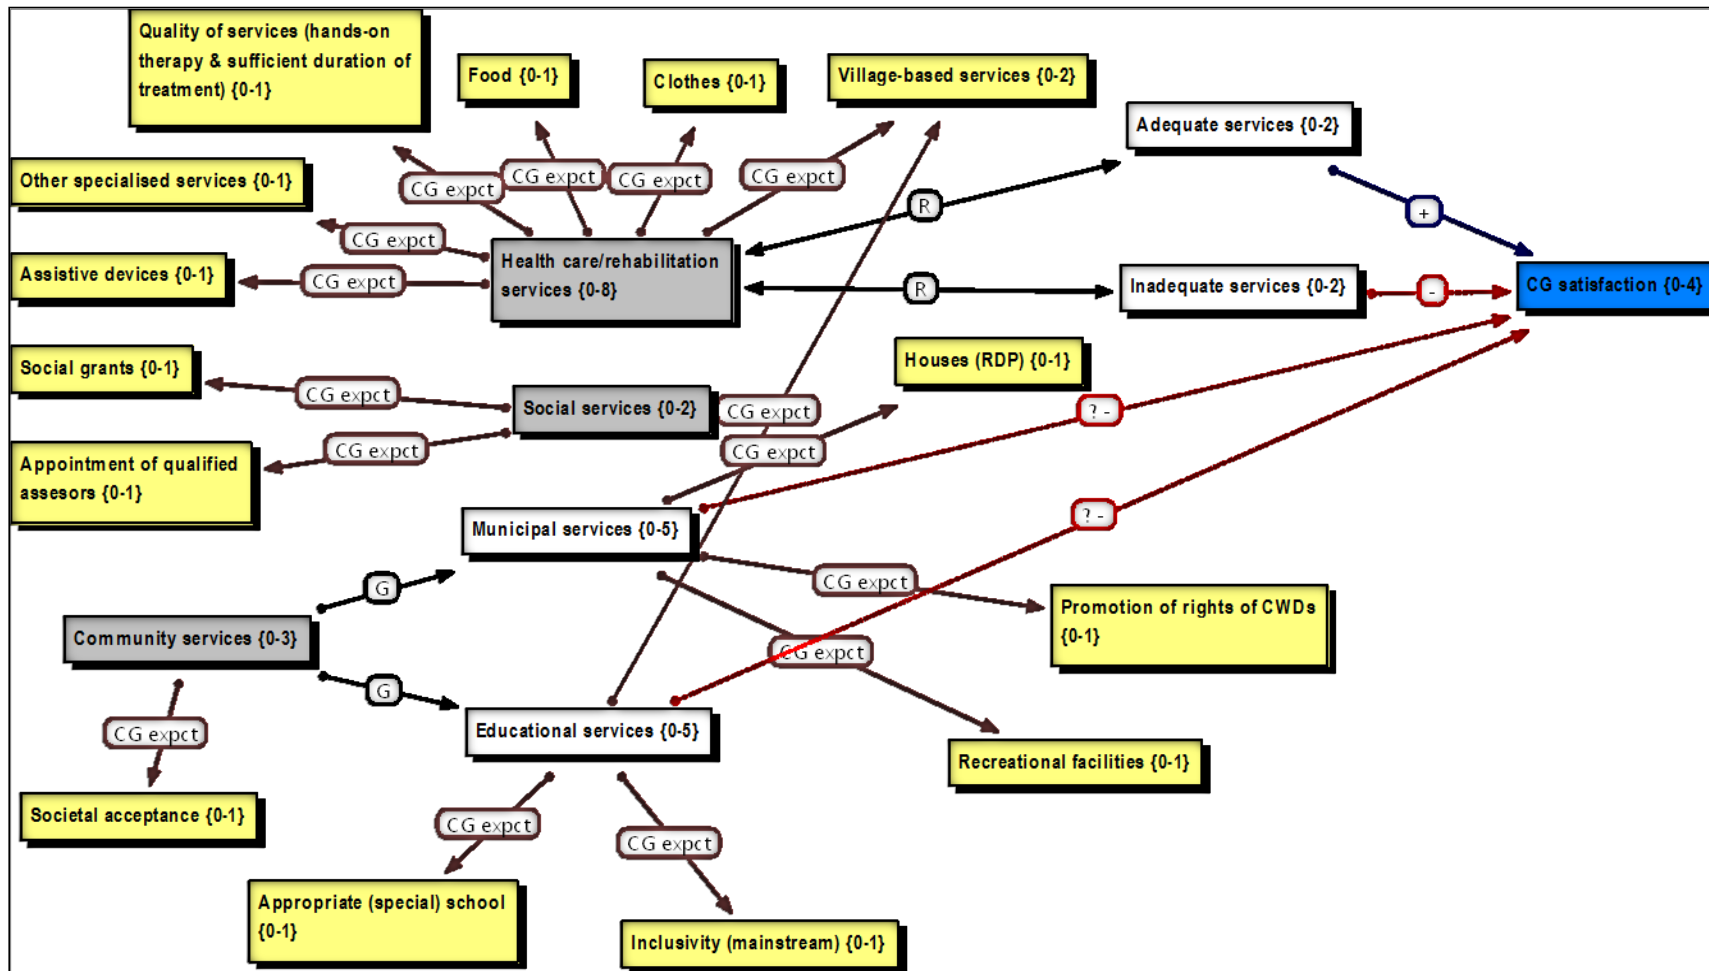 Quality of services (hands-on
therapy & sufficient duration of
treatment) {0-1}
Food {0-1}
Clothes {0-1}
Village-based services {0-2}
Adequate services {0-2}
CG expct
CG expct
CG expct
CG expct
Other specialised services {0-1}
R
+
CG expct
Health care/rehabilitation
services {0-8}
Assistive devices {0-1}
CG expct
R
Inadequate services {0-2}
-
CG satisfaction {0-4}
Social grants {0-1}
CG expct
Houses (RDP) {0-1}
Social services {0-2}
CG expct
? -
CG expct
CG expct
Appointment of qualified
assesors {0-1}
Municipal services {0-5}
? -
G
CG expct
Promotion of rights of CWDs
{0-1}
Community services {0-3}
CG expct
G
Educational services {0-5}
CG expct
Recreational facilities {0-1}
Societal acceptance {0-1}
CG expct
CG expct
Appropriate (special) school
{0-1}
Inclusivity (mainstream) {0-1}